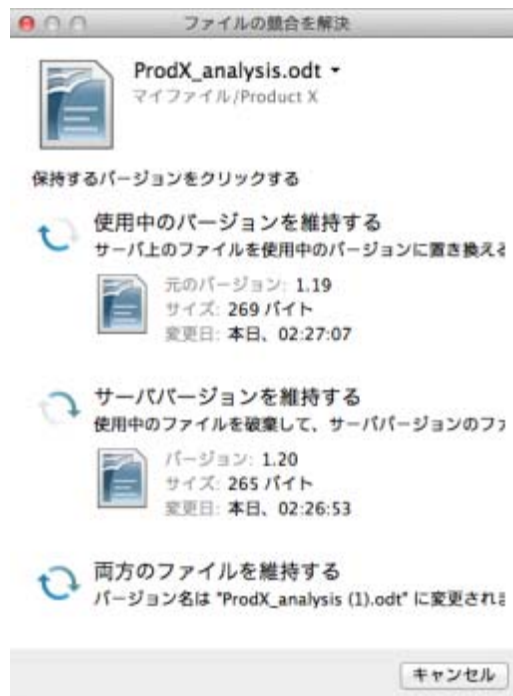 ファイルの競合を解決
ProdX_analysis.odt
マイファイル/Product X
保持するバージョンをクリックする
使用中のバージョンを維持する
サーバ上のファイルを使用中のバージョンに置き換える
元のバージョン: 1.19
サイズ: 269 バイト
変更日: 本日、02:27:07
サーババージョンを維持する
使用中のファイルを破棄して、サーババージョンのファ
バージョン: 1.20
サイズ: 265 バイト
変更日: 本日、02:26:53
両方のファイルを維持する
バージョン名は "ProdX_analysis (1).odt" に変更されま
キャンセル